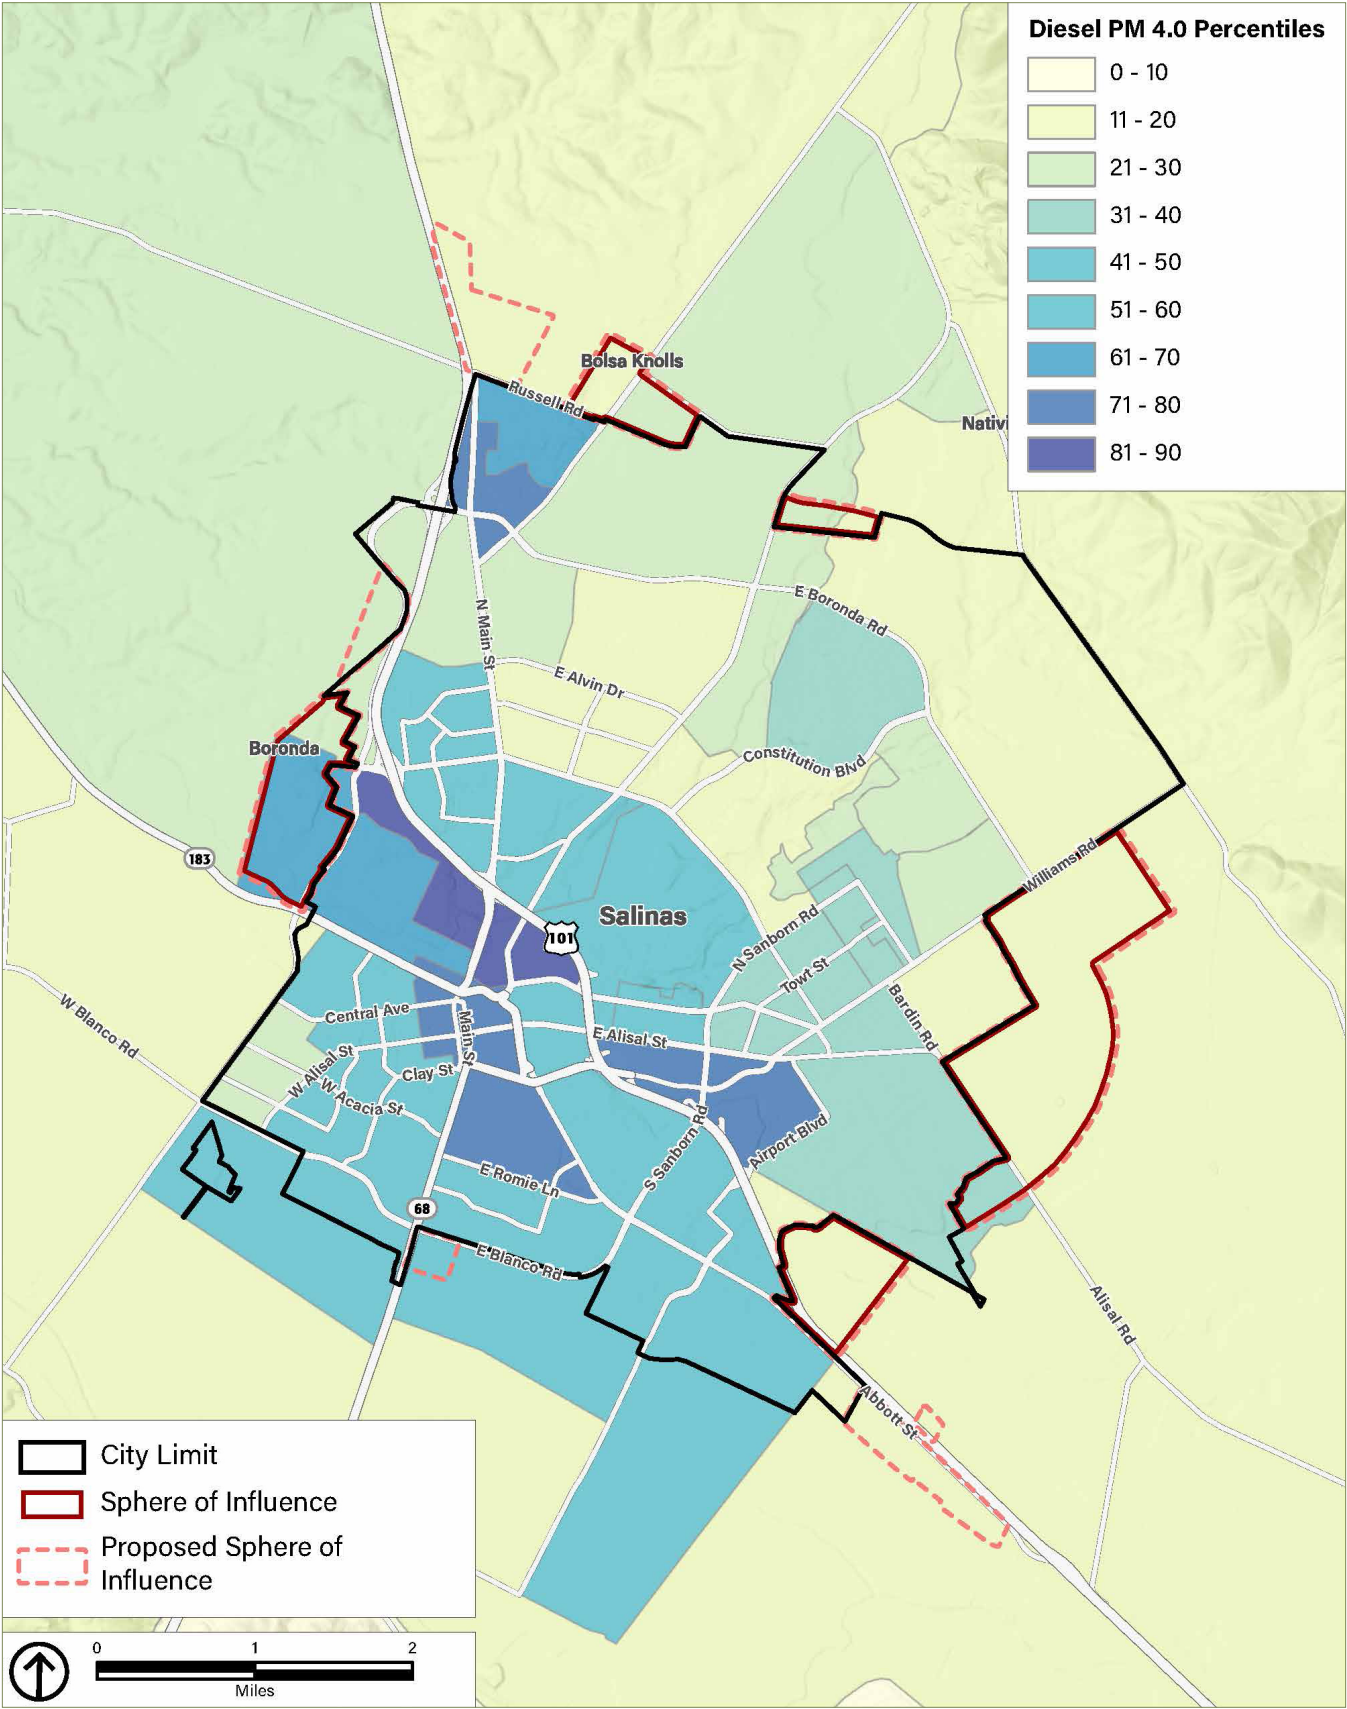 Diesel PM 4.0 Percentiles
0 - 10
11 - 20
21 - 30
31 - 40
41 - 50
51 - 60
61 - 70
71 - 80
81 - 90
Bolsa Knolls
Russell Rd
Nativi
E Boronda Rd
N Main St
E Alvin Dr
Boronda
Constitution Blvd
183
Williams Rd
Salinas
101
N Sanborn Rd
Towt St
W Blanco Rd
Central Ave
Main St
E Alisal St
Bardin Rd
W Alisal St
Clay St
W Acacia St
Airport Blvd
S Sanborn Rd
E Romie Ln
68
E Blanco Rd
Alisal Rd
Abbott St
City Limit
Sphere of Influence
Proposed Sphere of
Influence
0 1 2
Miles